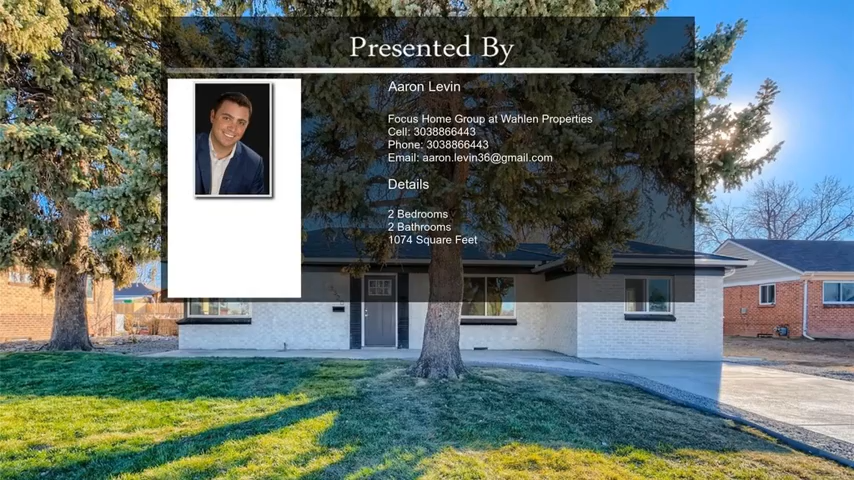 Presented By
Aaron Levin
Focus Home Group at Wahlen Properties
Cell: 3038866443
Phone: 3038866443
Email: aaron.levin36@gmail.com
Details
2 Bedrooms
2 Bathrooms
1074 Square Feet